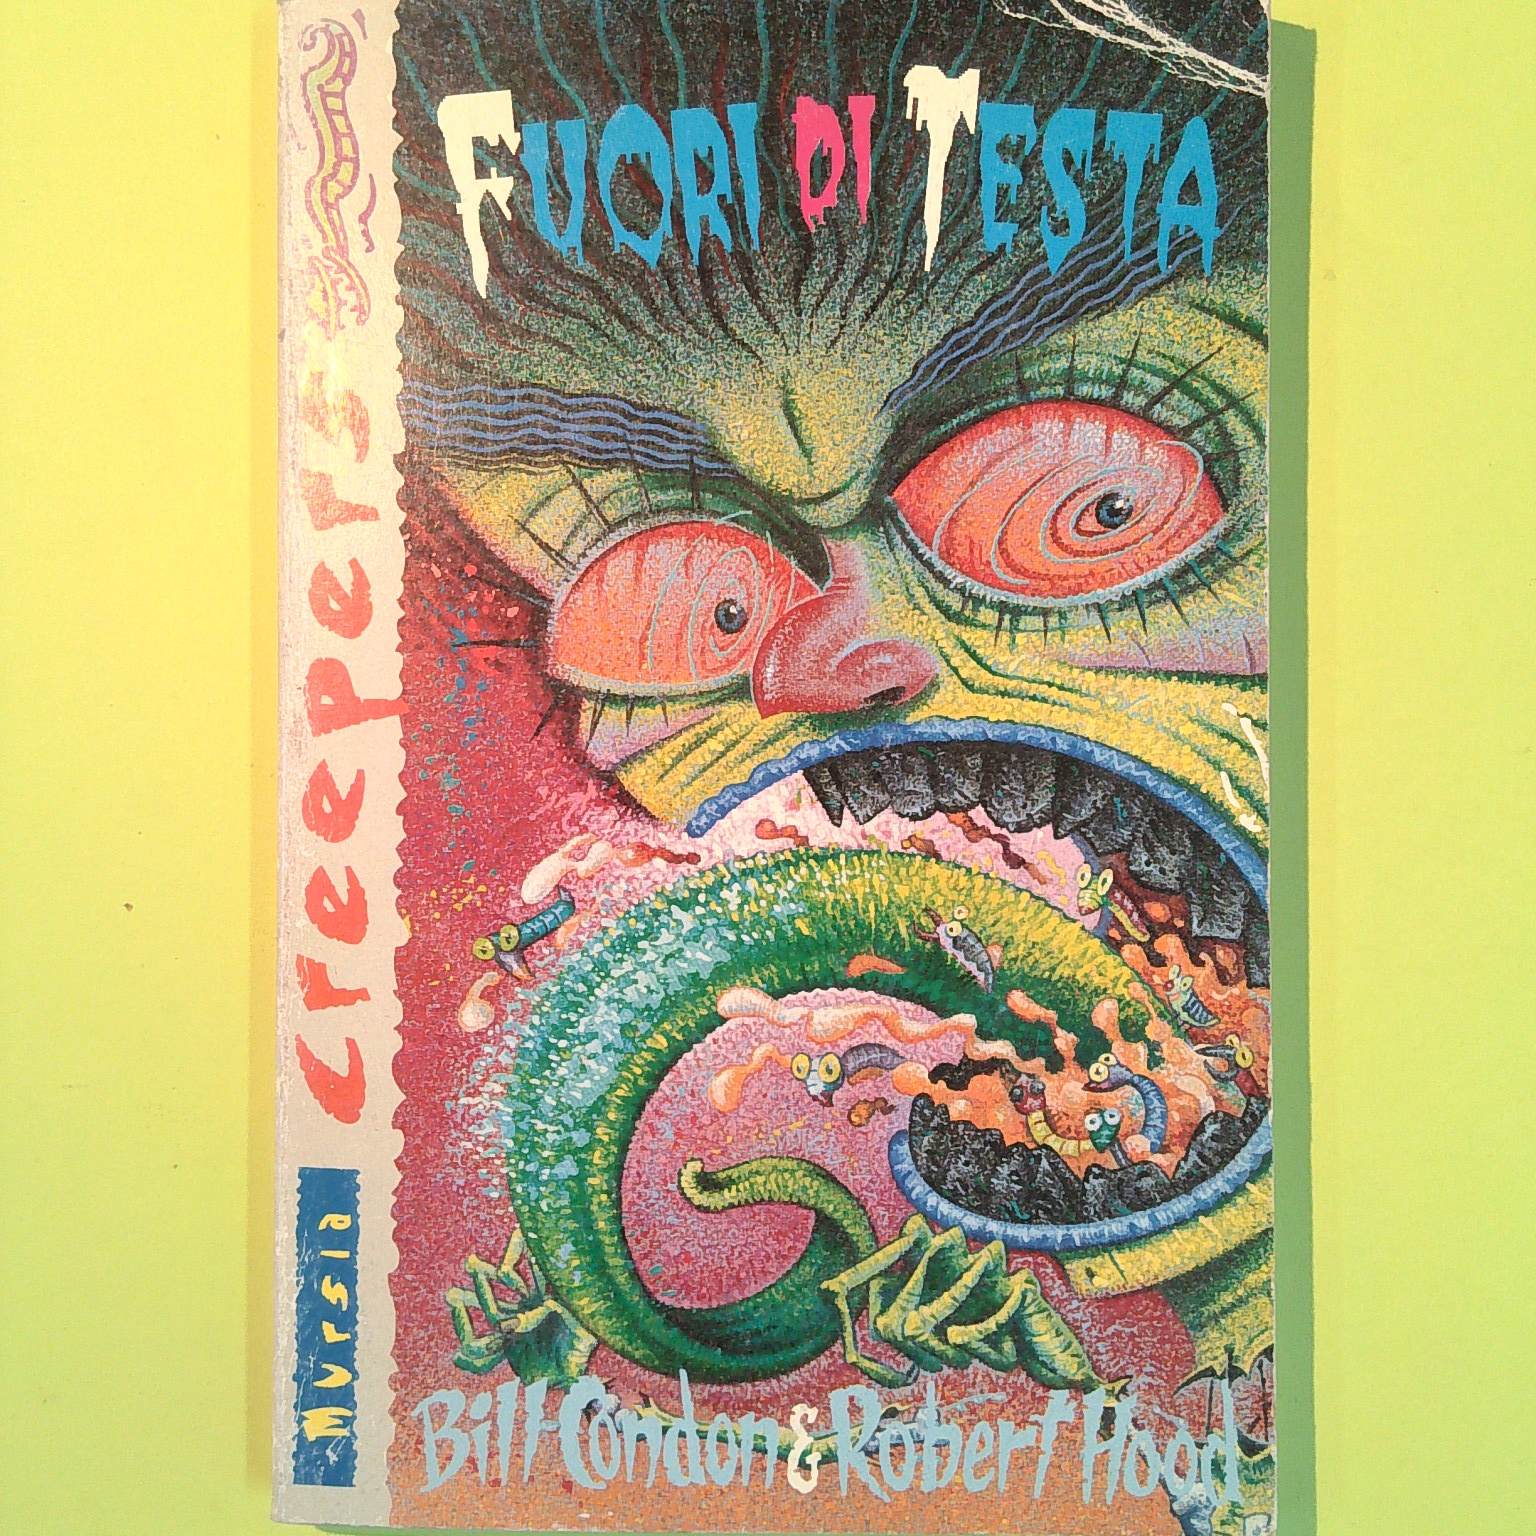 FUORI DI TESTA
creepers
Mursia
Bill Condon & Robert Hood